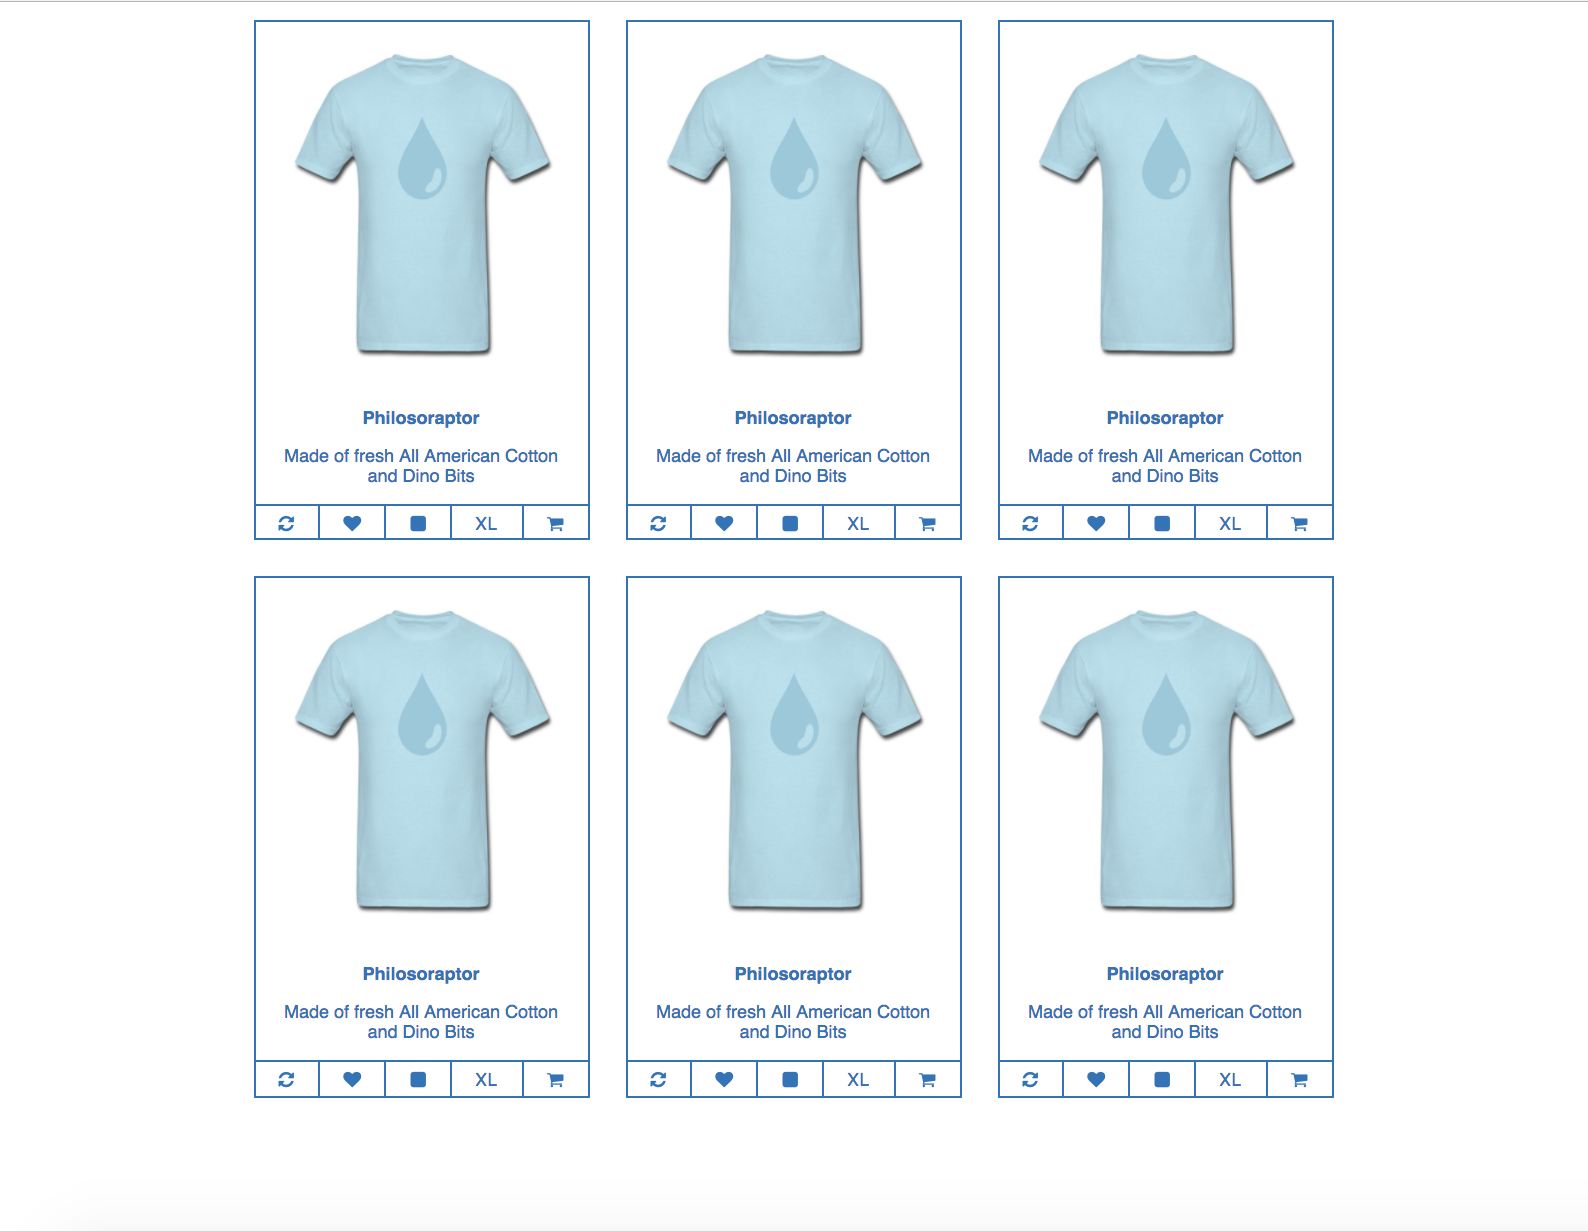 Philosoraptor
Made of fresh All American Cotton
and Dino Bits
XL
Philosoraptor
Made of fresh All American Cotton
and Dino Bits
XL
Philosoraptor
Made of fresh All American Cotton
and Dino Bits
XL
Philosoraptor
Made of fresh All American Cotton
and Dino Bits
XL
Philosoraptor
Made of fresh All American Cotton
and Dino Bits
XL
Philosoraptor
Made of fresh All American Cotton
and Dino Bits
XL